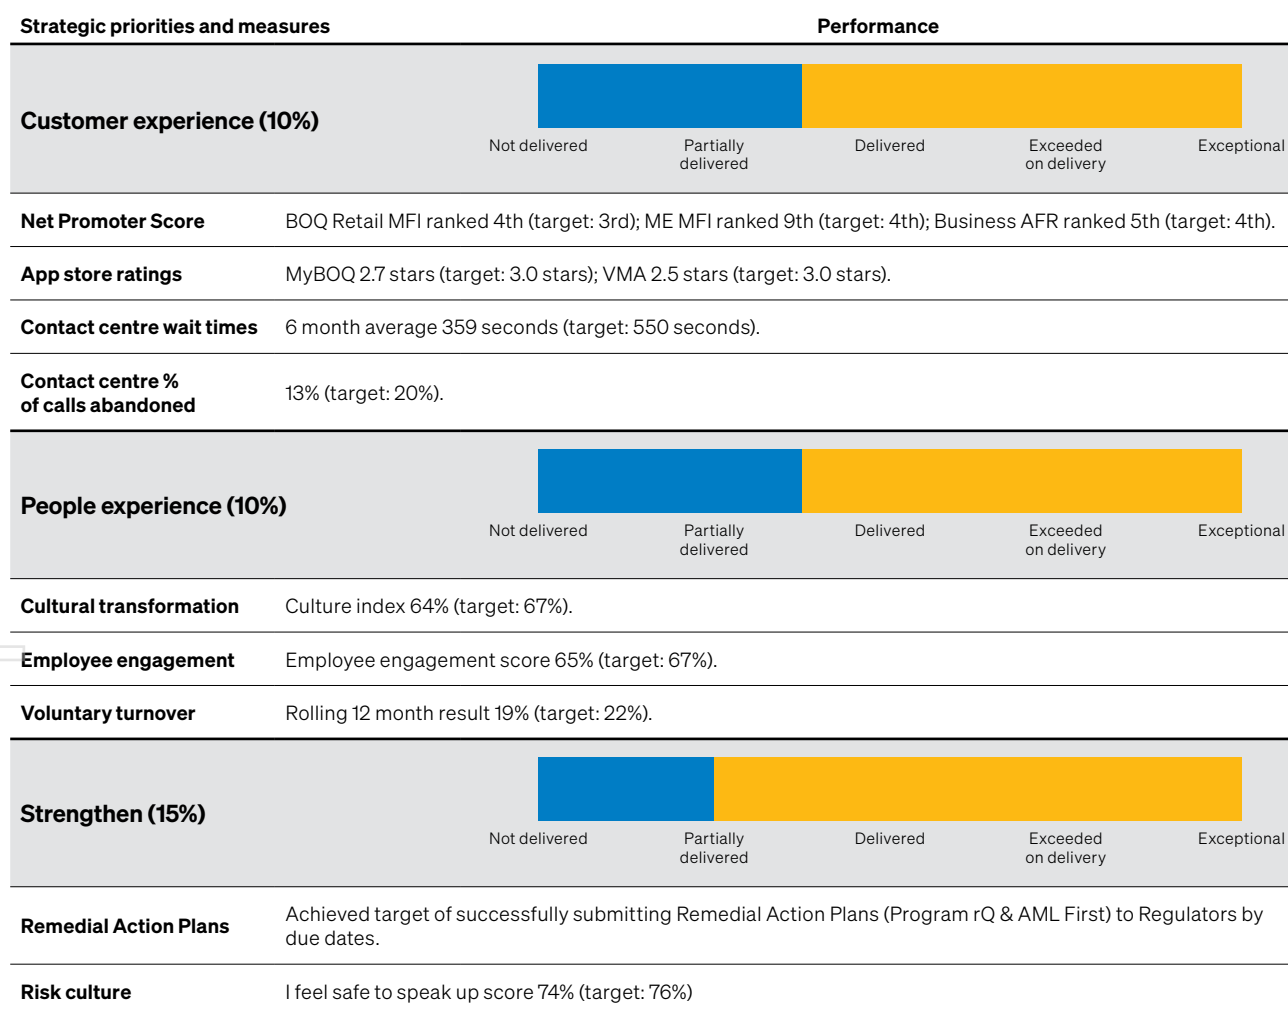 Strategic priorities and measures Performance
Customer experience (10%)
Not delivered Partially delivered Delivered Exceeded on delivery Exceptional
Net Promoter Score BOQ Retail MFI ranked 4th (target: 3rd); ME MFI ranked 9th (target: 4th); Business AFR ranked 5th (target: 4th).
App store ratings MyBOQ 2.7 stars (target: 3.0 stars); VMA 2.5 stars (target: 3.0 stars).
Contact centre wait times 6 month average 359 seconds (target: 550 seconds).
Contact centre %
of calls abandoned 13% (target: 20%).
People experience (10%)
Not delivered Partially delivered Delivered Exceeded on delivery Exceptional
Cultural transformation Culture index 64% (target: 67%).
Employee engagement Employee engagement score 65% (target: 67%).
Voluntary turnover Rolling 12 month result 19% (target: 22%).
Strengthen (15%)
Not delivered Partially delivered Delivered Exceeded on delivery Exceptional
Remedial Action Plans Achieved target of successfully submitting Remedial Action Plans (Program rQ & AML First) to Regulators by
due dates.
Risk culture I feel safe to speak up score 74% (target: 76%)